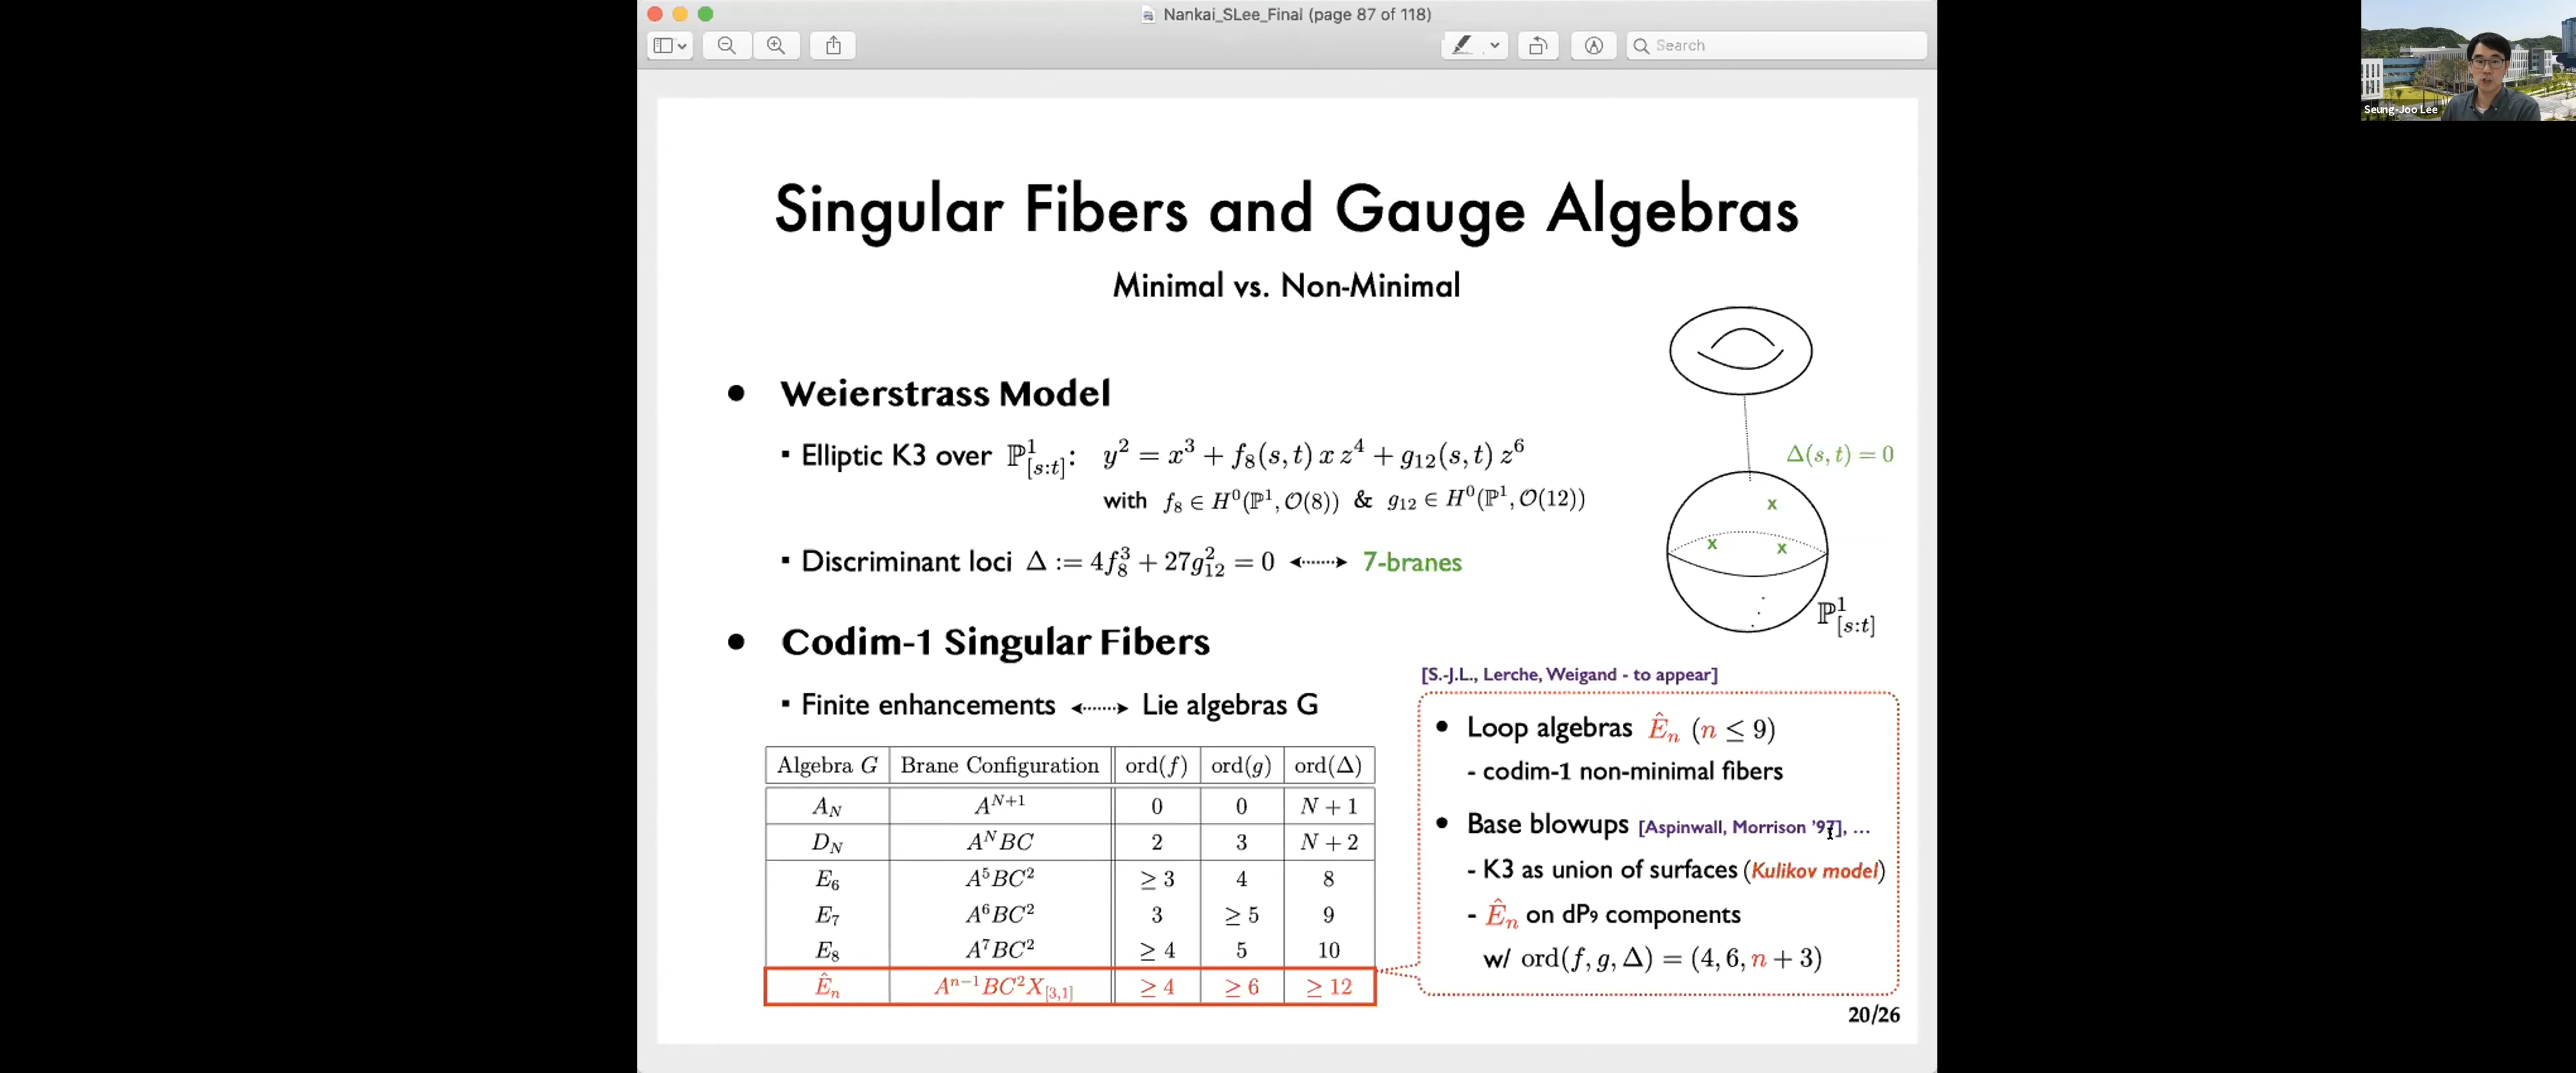 Nankai_SLee_Final (page 87 of 118)
Search
Seung-Joo Lee
Singular Fibers and Gauge Algebras
Minimal vs. Non-Minimal
● Weierstrass Model
▪ Elliptic K3 over ℙ¹[s:t]: y² = x³ + f₈(s,t) x z⁴ + g₁₂(s,t) z⁶
with f₈ ∈ H⁰(ℙ¹, 𝒪(8)) & g₁₂ ∈ H⁰(ℙ¹, 𝒪(12))
▪ Discriminant loci Δ := 4f₈³ + 27g₁₂² = 0 ◂┈▸ 7-branes
Δ(s,t) = 0
x
x x
ℙ¹[s:t]
● Codim-1 Singular Fibers
▪ Finite enhancements ◂┈▸ Lie algebras G
Algebra G Brane Configuration ord(f) ord(g) ord(Δ)
A_N A^{N+1} 0 0 N + 1
D_N A^N BC 2 3 N + 2
E₆ A⁵BC² ≥ 3 4 8
E₇ A⁶BC² 3 ≥ 5 9
E₈ A⁷BC² ≥ 4 5 10
Ê_n A^{n−1}BC²X_{[3,1]} ≥ 4 ≥ 6 ≥ 12
[S.-J.L., Lerche, Weigand - to appear]
● Loop algebras Ê_n (n ≤ 9)
- codim-1 non-minimal fibers
● Base blowups [Aspinwall, Morrison '97], ...
- K3 as union of surfaces (Kulikov model)
- Ê_n on dP₉ components
w/ ord(f, g, Δ) = (4, 6, n + 3)
20/26